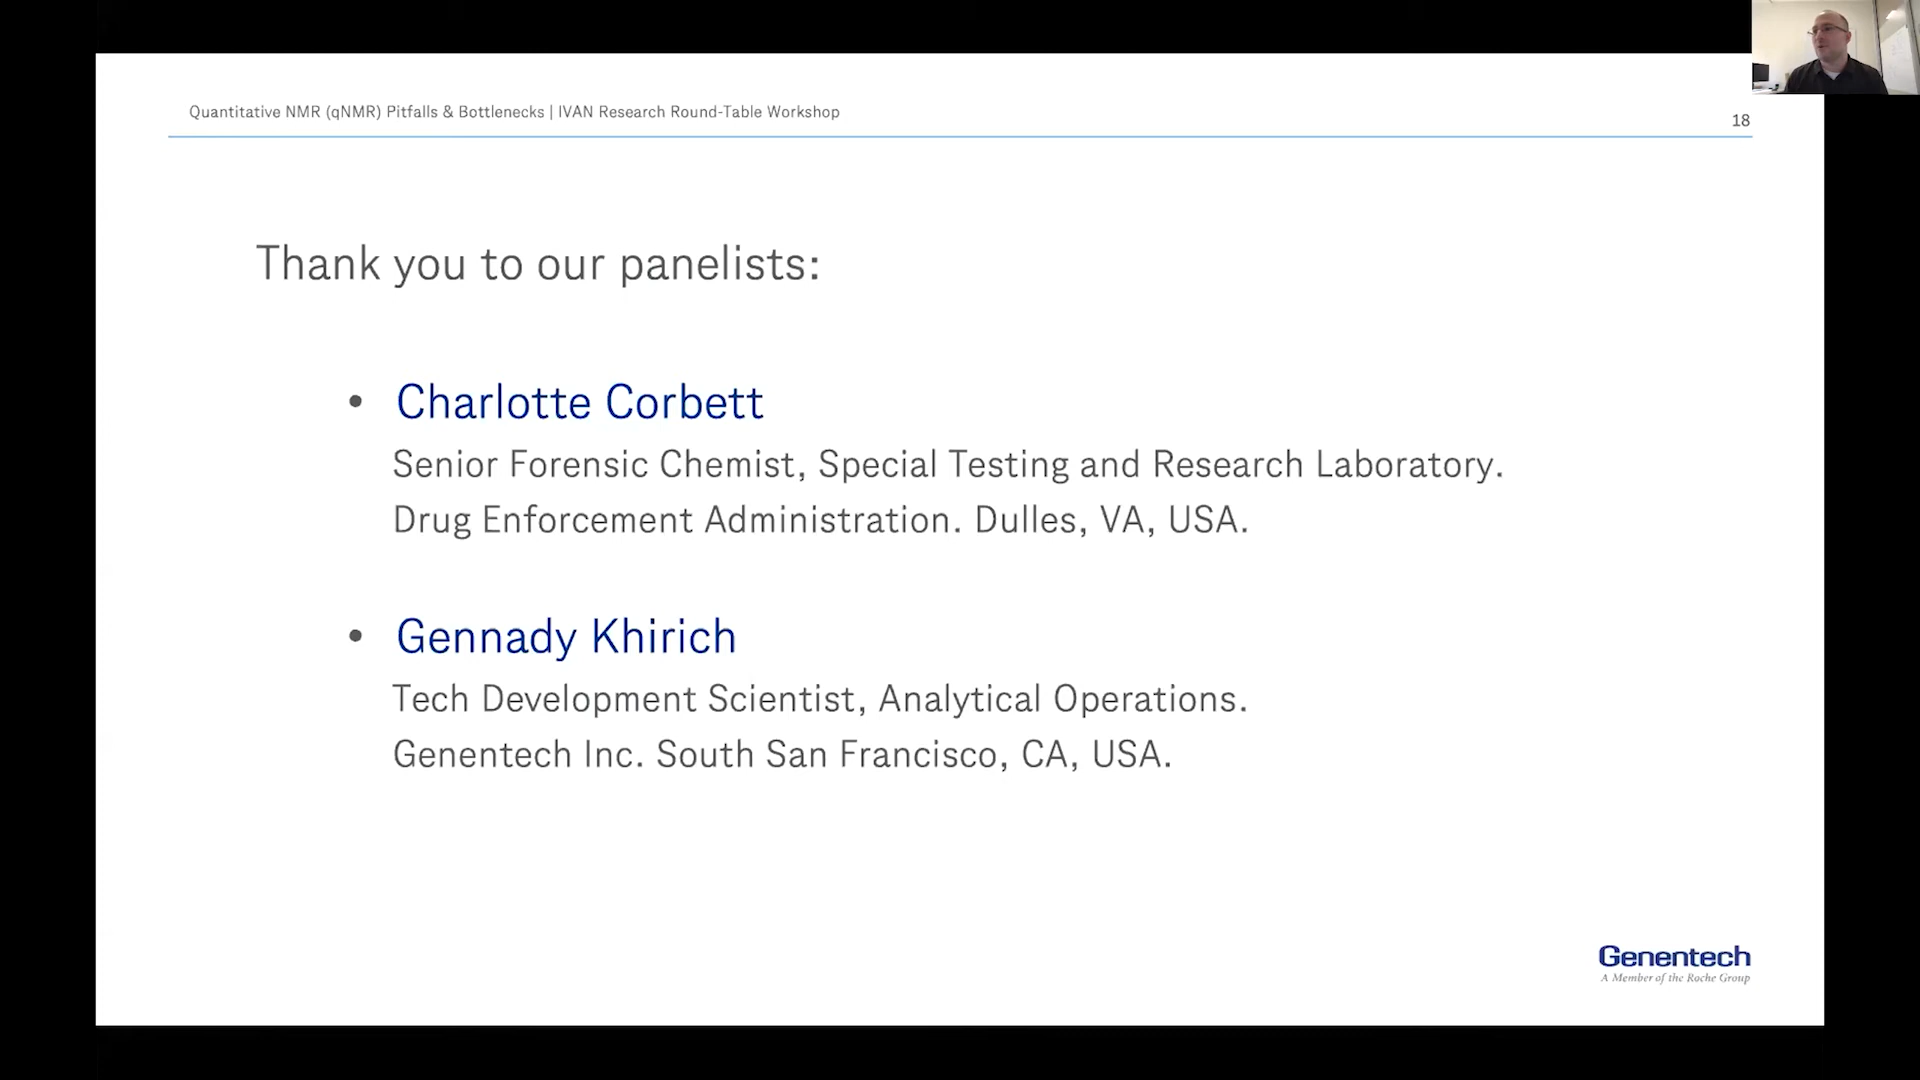 Quantitative NMR (qNMR) Pitfalls & Bottlenecks | IVAN Research Round-Table Workshop
18
Thank you to our panelists:
• Charlotte Corbett
Senior Forensic Chemist, Special Testing and Research Laboratory.
Drug Enforcement Administration. Dulles, VA, USA.
• Gennady Khirich
Tech Development Scientist, Analytical Operations.
Genentech Inc. South San Francisco, CA, USA.
Genentech
A Member of the Roche Group